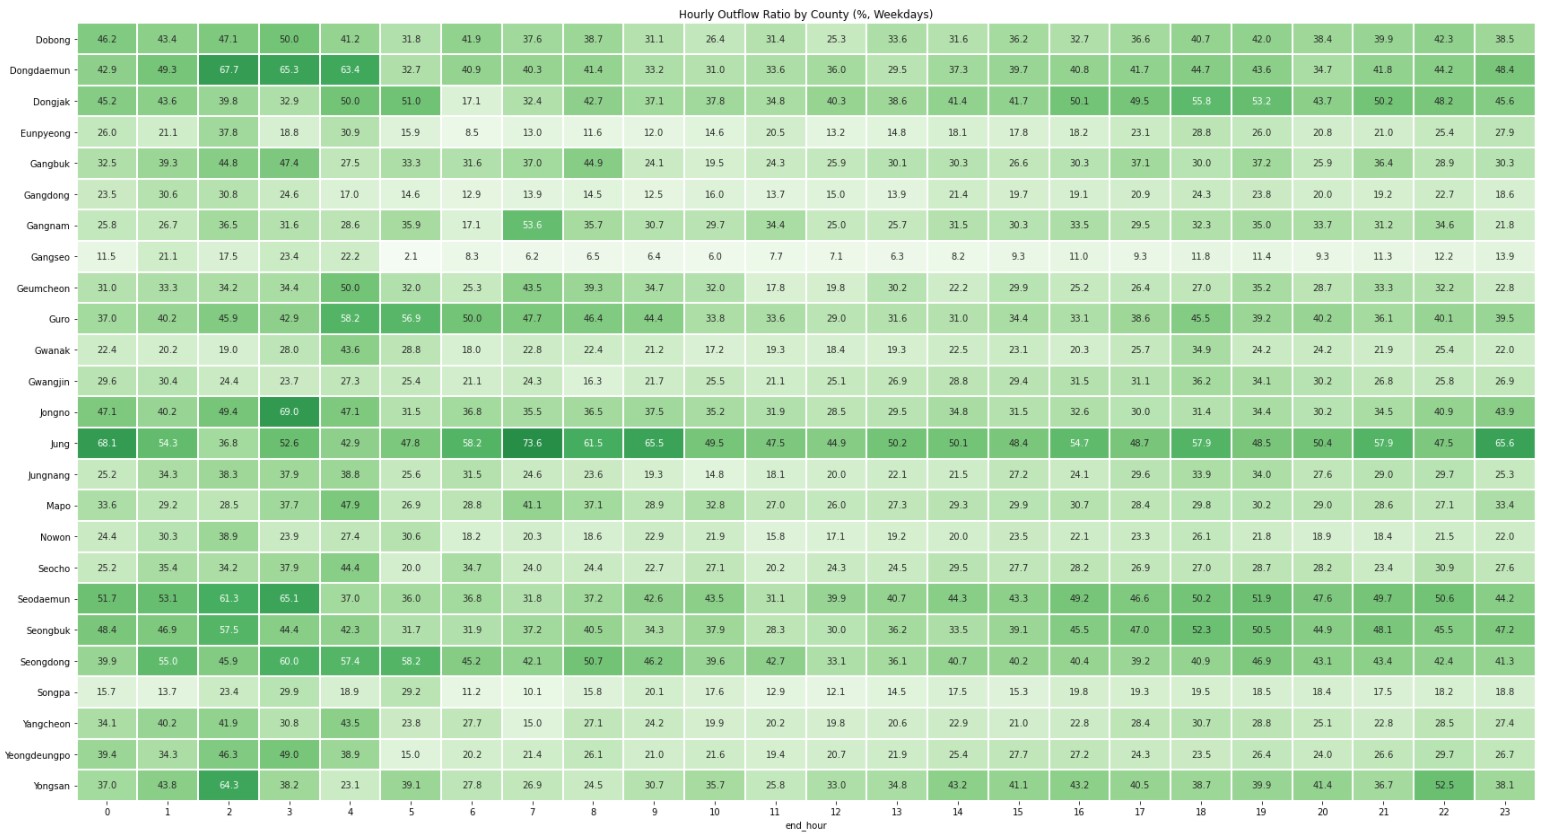 Hourly Outflow Ratio by County (%, Weekdays)
Dobong 46.2 43.4 47.1 50.0 41.2 31.8 41.9 37.6 38.7 31.1 26.4 31.4 25.3 33.6 31.6 36.2 32.7 36.6 40.7 42.0 38.4 39.9 42.3 38.5
Dongdaemun 42.9 49.3 67.7 65.3 63.4 32.7 40.9 40.3 41.4 33.2 31.0 33.6 36.0 29.5 37.3 39.7 40.8 41.7 44.7 43.6 34.7 41.8 44.2 48.4
Dongjak 45.2 43.6 39.8 32.9 50.0 51.0 17.1 32.4 42.7 37.1 37.8 34.8 40.3 38.6 41.4 41.7 50.1 49.5 55.8 53.2 43.7 50.2 48.2 45.6
Eunpyeong 26.0 21.1 37.8 18.8 30.9 15.9 8.5 13.0 11.6 12.0 14.6 20.5 13.2 14.8 18.1 17.8 18.2 23.1 28.8 26.0 20.8 21.0 25.4 27.9
Gangbuk 32.5 39.3 44.8 47.4 27.5 33.3 31.6 37.0 44.9 24.1 19.5 24.3 25.9 30.1 30.3 26.6 30.3 37.1 30.0 37.2 25.9 36.4 28.9 30.3
Gangdong 23.5 30.6 30.8 24.6 17.0 14.6 12.9 13.9 14.5 12.5 16.0 13.7 15.0 13.9 21.4 19.7 19.1 20.9 24.3 23.8 20.0 19.2 22.7 18.6
Gangnam 25.8 26.7 36.5 31.6 28.6 35.9 17.1 53.6 35.7 30.7 29.7 34.4 25.0 25.7 31.5 30.3 33.5 29.5 32.3 35.0 33.7 31.2 34.6 21.8
Gangseo 11.5 21.1 17.5 23.4 22.2 2.1 8.3 6.2 6.5 6.4 6.0 7.7 7.1 6.3 8.2 9.3 11.0 9.3 11.8 11.4 9.3 11.3 12.2 13.9
Geumcheon 31.0 33.3 34.2 34.4 50.0 32.0 25.3 43.5 39.3 34.7 32.0 17.8 19.8 30.2 22.2 29.9 25.2 26.4 27.0 35.2 28.7 33.3 32.2 22.8
Guro 37.0 40.2 45.9 42.9 58.2 56.9 50.0 47.7 46.4 44.4 33.8 33.6 29.0 31.6 31.0 34.4 33.1 38.6 45.5 39.2 40.2 36.1 40.1 39.5
Gwanak 22.4 20.2 19.0 28.0 43.6 28.8 18.0 22.8 22.4 21.2 17.2 19.3 18.4 19.3 22.5 23.1 20.3 25.7 34.9 24.2 24.2 21.9 25.4 22.0
Gwangjin 29.6 30.4 24.4 23.7 27.3 25.4 21.1 24.3 16.3 21.7 25.5 21.1 25.1 26.9 28.8 29.4 31.5 31.1 36.2 34.1 30.2 26.8 25.8 26.9
Jongno 47.1 40.2 49.4 69.0 47.1 31.5 36.8 35.5 36.5 37.5 35.2 31.9 28.5 29.5 34.8 31.5 32.6 30.0 31.4 34.4 30.2 34.5 40.9 43.9
Jung 68.1 54.3 36.8 52.6 42.9 47.8 58.2 73.6 61.5 65.5 49.5 47.5 44.9 50.2 50.1 48.4 54.7 48.7 57.9 48.5 50.4 57.9 47.5 65.6
Jungnang 25.2 34.3 38.3 37.9 38.8 25.6 31.5 24.6 23.6 19.3 14.8 18.1 20.0 22.1 21.5 27.2 24.1 29.6 33.9 34.0 27.6 29.0 29.7 25.3
Mapo 33.6 29.2 28.5 37.7 47.9 26.9 28.8 41.1 37.1 28.9 32.8 27.0 26.0 27.3 29.3 29.9 30.7 28.4 29.8 30.2 29.0 28.6 27.1 33.4
Nowon 24.4 30.3 38.9 23.9 27.4 30.6 18.2 20.3 18.6 22.9 21.9 15.8 17.1 19.2 20.0 23.5 22.1 23.3 26.1 21.8 18.9 18.4 21.5 22.0
Seocho 25.2 35.4 34.2 37.9 44.4 20.0 34.7 24.0 24.4 22.7 27.1 20.2 24.3 24.5 29.5 27.7 28.2 26.9 27.0 28.7 28.2 23.4 30.9 27.6
Seodaemun 51.7 53.1 61.3 65.1 37.0 36.0 36.8 31.8 37.2 42.6 43.5 31.1 39.9 40.7 44.3 43.3 49.2 46.6 50.2 51.9 47.6 49.7 50.6 44.2
Seongbuk 48.4 46.9 57.5 44.4 42.3 31.7 31.9 37.2 40.5 34.3 37.9 28.3 30.0 36.2 33.5 39.1 45.5 47.0 52.3 50.5 44.9 48.1 45.5 47.2
Seongdong 39.9 55.0 45.9 60.0 57.4 58.2 45.2 42.1 50.7 46.2 39.6 42.7 33.1 36.1 40.7 40.2 40.4 39.2 40.9 46.9 43.1 43.4 42.4 41.3
Songpa 15.7 13.7 23.4 29.9 18.9 29.2 11.2 10.1 15.8 20.1 17.6 12.9 12.1 14.5 17.5 15.3 19.8 19.3 19.5 18.5 18.4 17.5 18.2 18.8
Yangcheon 34.1 40.2 41.9 30.8 43.5 23.8 27.7 15.0 27.1 24.2 19.9 20.2 19.8 20.6 22.9 21.0 22.8 28.4 30.7 28.8 25.1 22.8 28.5 27.4
Yeongdeungpo 39.4 34.3 46.3 49.0 38.9 15.0 20.2 21.4 26.1 21.0 21.6 19.4 20.7 21.9 25.4 27.7 27.2 24.3 23.5 26.4 24.0 26.6 29.7 26.7
Yongsan 37.0 43.8 64.3 38.2 23.1 39.1 27.8 26.9 24.5 30.7 35.7 25.8 33.0 34.8 43.2 41.1 43.2 40.5 38.7 39.9 41.4 36.7 52.5 38.1
0 1 2 3 4 5 6 7 8 9 10 11 12 13 14 15 16 17 18 19 20 21 22 23
end_hour